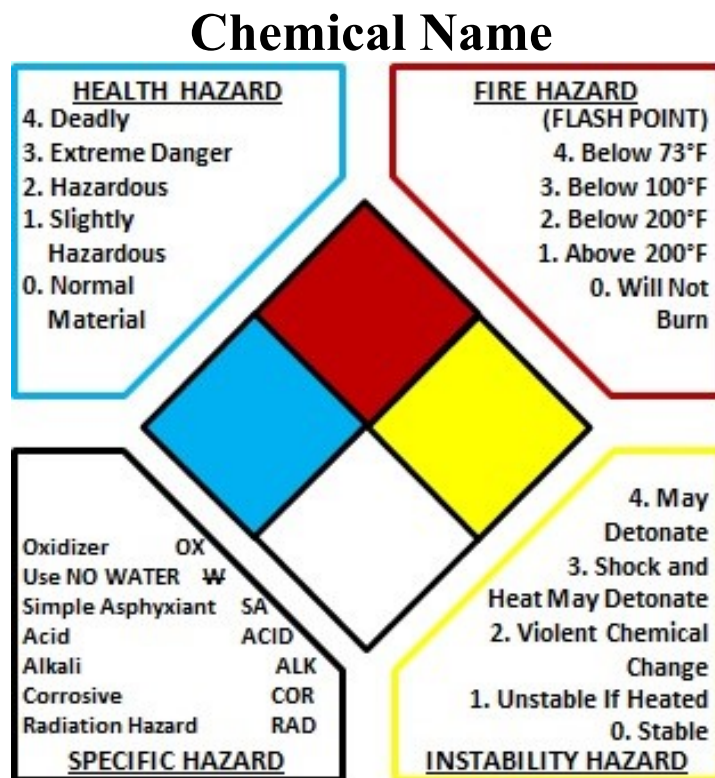 Chemical Name
HEALTH HAZARD
4. Deadly
3. Extreme Danger
2. Hazardous
1. Slightly
Hazardous
0. Normal
Material
FIRE HAZARD
(FLASH POINT)
4. Below 73°F
3. Below 100°F
2. Below 200°F
1. Above 200°F
0. Will Not
Burn
Oxidizer OX
Use NO WATER W
Simple Asphyxiant SA
Acid ACID
Alkali ALK
Corrosive COR
Radiation Hazard RAD
SPECIFIC HAZARD
4. May
Detonate
3. Shock and
Heat May Detonate
2. Violent Chemical
Change
1. Unstable If Heated
0. Stable
INSTABILITY HAZARD